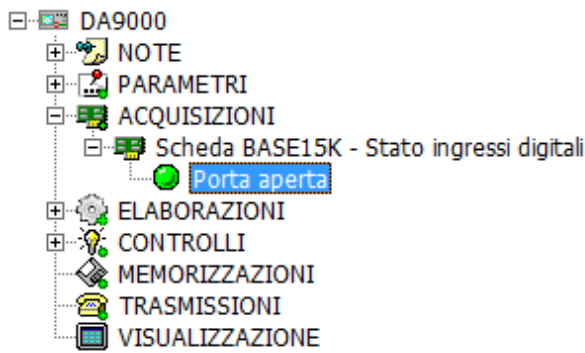 DA9000
NOTE
PARAMETRI
ACQUISIZIONI
Scheda BASE15K - Stato ingressi digitali
Porta aperta
ELABORAZIONI
CONTROLLI
MEMORIZZAZIONI
TRASMISSIONI
VISUALIZZAZIONE